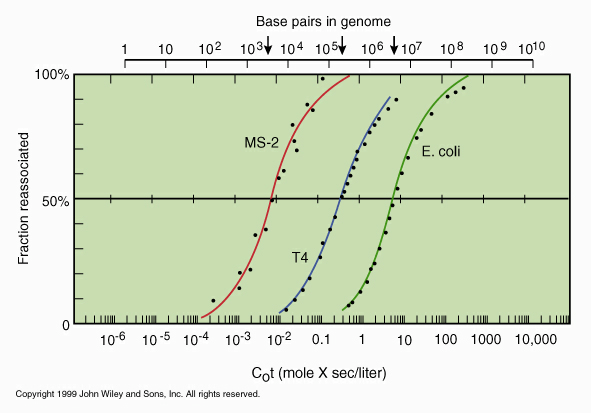 Base pairs in genome
1 10 10² 10³ 10⁴ 10⁵ 10⁶ 10⁷ 10⁸ 10⁹ 10¹⁰
100%
MS-2
E. coli
Fraction reassociated
50%
T4
0
10⁻⁶ 10⁻⁵ 10⁻⁴ 10⁻³ 10⁻² 0.1 1 10 100 1000 10,000
C₀t (mole X sec/liter)
Copyright 1999 John Wiley and Sons, Inc. All rights reserved.